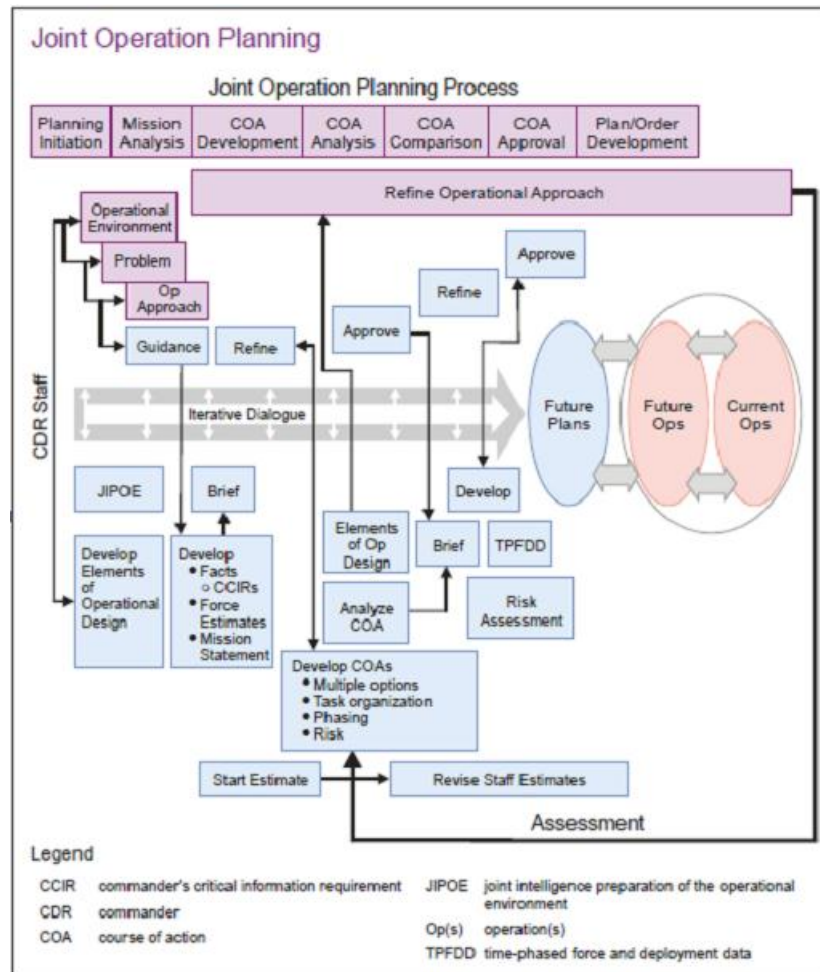 Joint Operation Planning
Joint Operation Planning Process
Planning
Initiation
Mission
Analysis
COA
Development
COA
Analysis
COA
Comparison
COA
Approval
Plan/Order
Development
Refine Operational Approach
Operational
Environment
Problem
Op
Approach
Guidance
Refine
Approve
Refine
Approve
CDR Staff
Iterative Dialogue
Future
Plans
Future
Ops
Current
Ops
JIPOE
Brief
Develop
Elements
of
Operational
Design
Develop
• Facts
○ CCIRs
• Force
Estimates
• Mission
Statement
Elements
of Op
Design
Brief
Develop
TPFDD
Analyze
COA
Risk
Assessment
Develop COAs
• Multiple options
• Task organization
• Phasing
• Risk
Start Estimate
Revise Staff Estimates
Assessment
Legend
CCIR commander's critical information requirement
CDR commander
COA course of action
JIPOE joint intelligence preparation of the operational
environment
Op(s) operation(s)
TPFDD time-phased force and deployment data